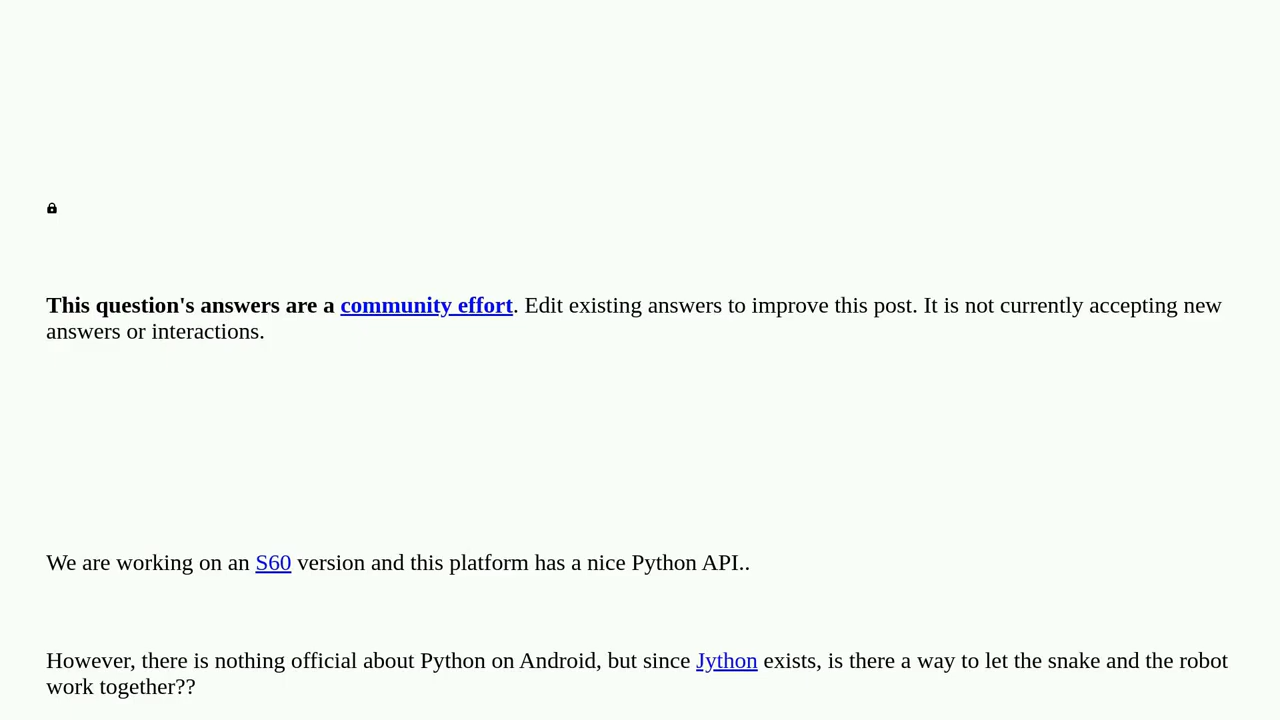 This question's answers are a community effort. Edit existing answers to improve this post. It is not currently accepting new
answers or interactions.
We are working on an S60 version and this platform has a nice Python API..
However, there is nothing official about Python on Android, but since Jython exists, is there a way to let the snake and the robot
work together??